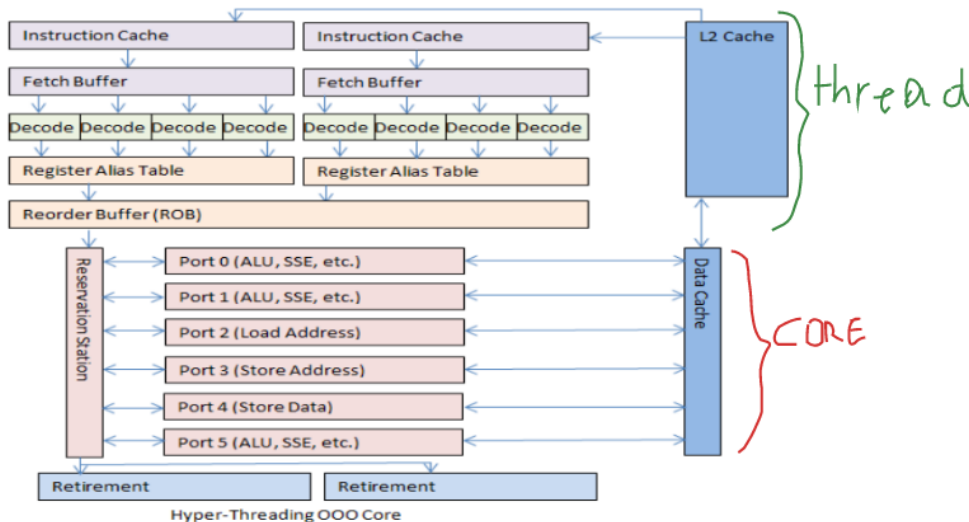 Instruction Cache
Instruction Cache
L2 Cache
thread
Fetch Buffer
Fetch Buffer
Decode Decode Decode Decode
Decode Decode Decode Decode
Register Alias Table
Register Alias Table
Reorder Buffer (ROB)
Reservation Station
Port 0 (ALU, SSE, etc.)
Port 1 (ALU, SSE, etc.)
Port 2 (Load Address)
Port 3 (Store Address)
Port 4 (Store Data)
Port 5 (ALU, SSE, etc.)
Data Cache
CORE
Retirement
Retirement
Hyper-Threading OOO Core